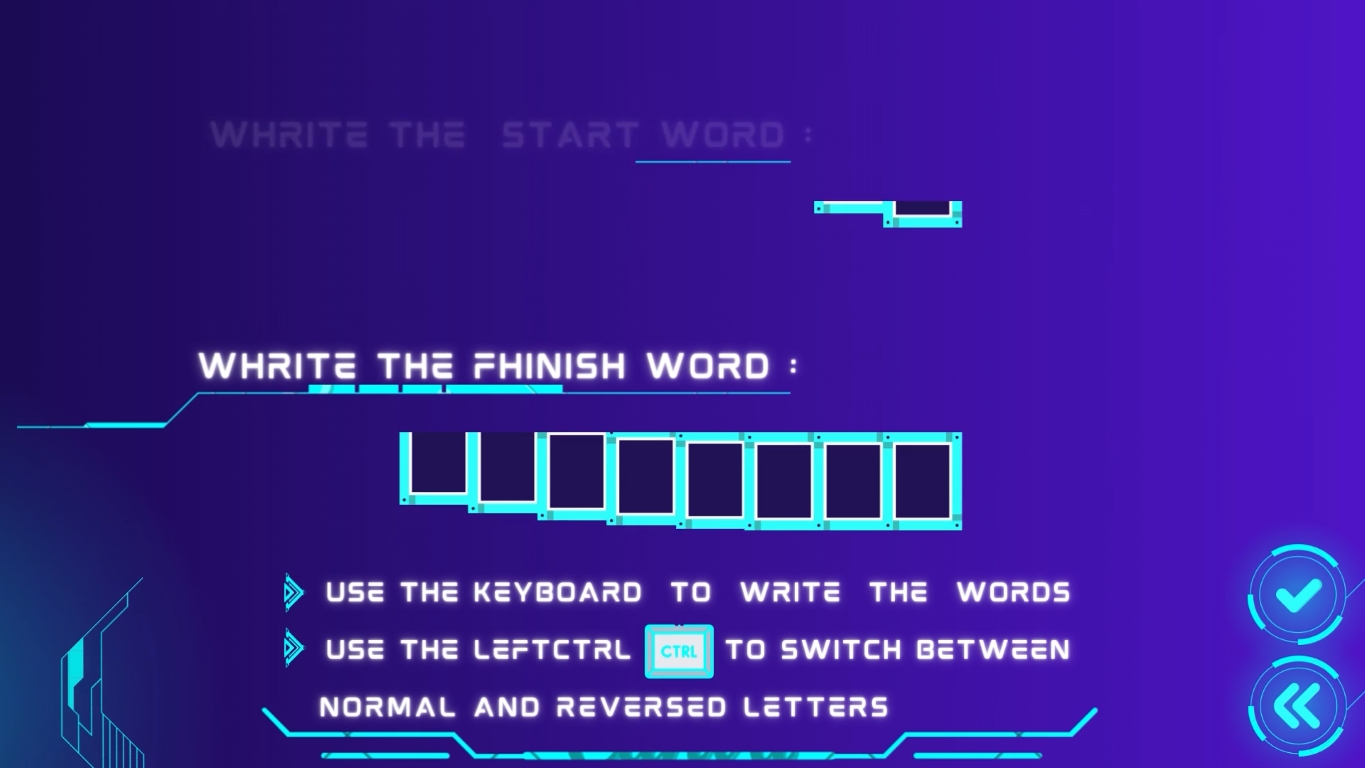 WHRITE THE START WORD :
WHRITE THE FHINISH WORD :
USE THE KEYBOARD TO WRITE THE WORDS
USE THE LEFTCTRL CTRL TO SWITCH BETWEEN
NORMAL AND REVERSED LETTERS